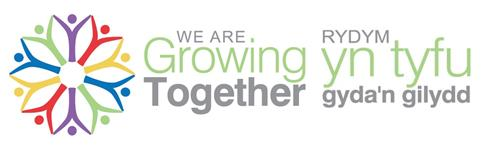 WE ARE
Growing
Together
RYDYM
yn tyfu
gyda'n gilydd